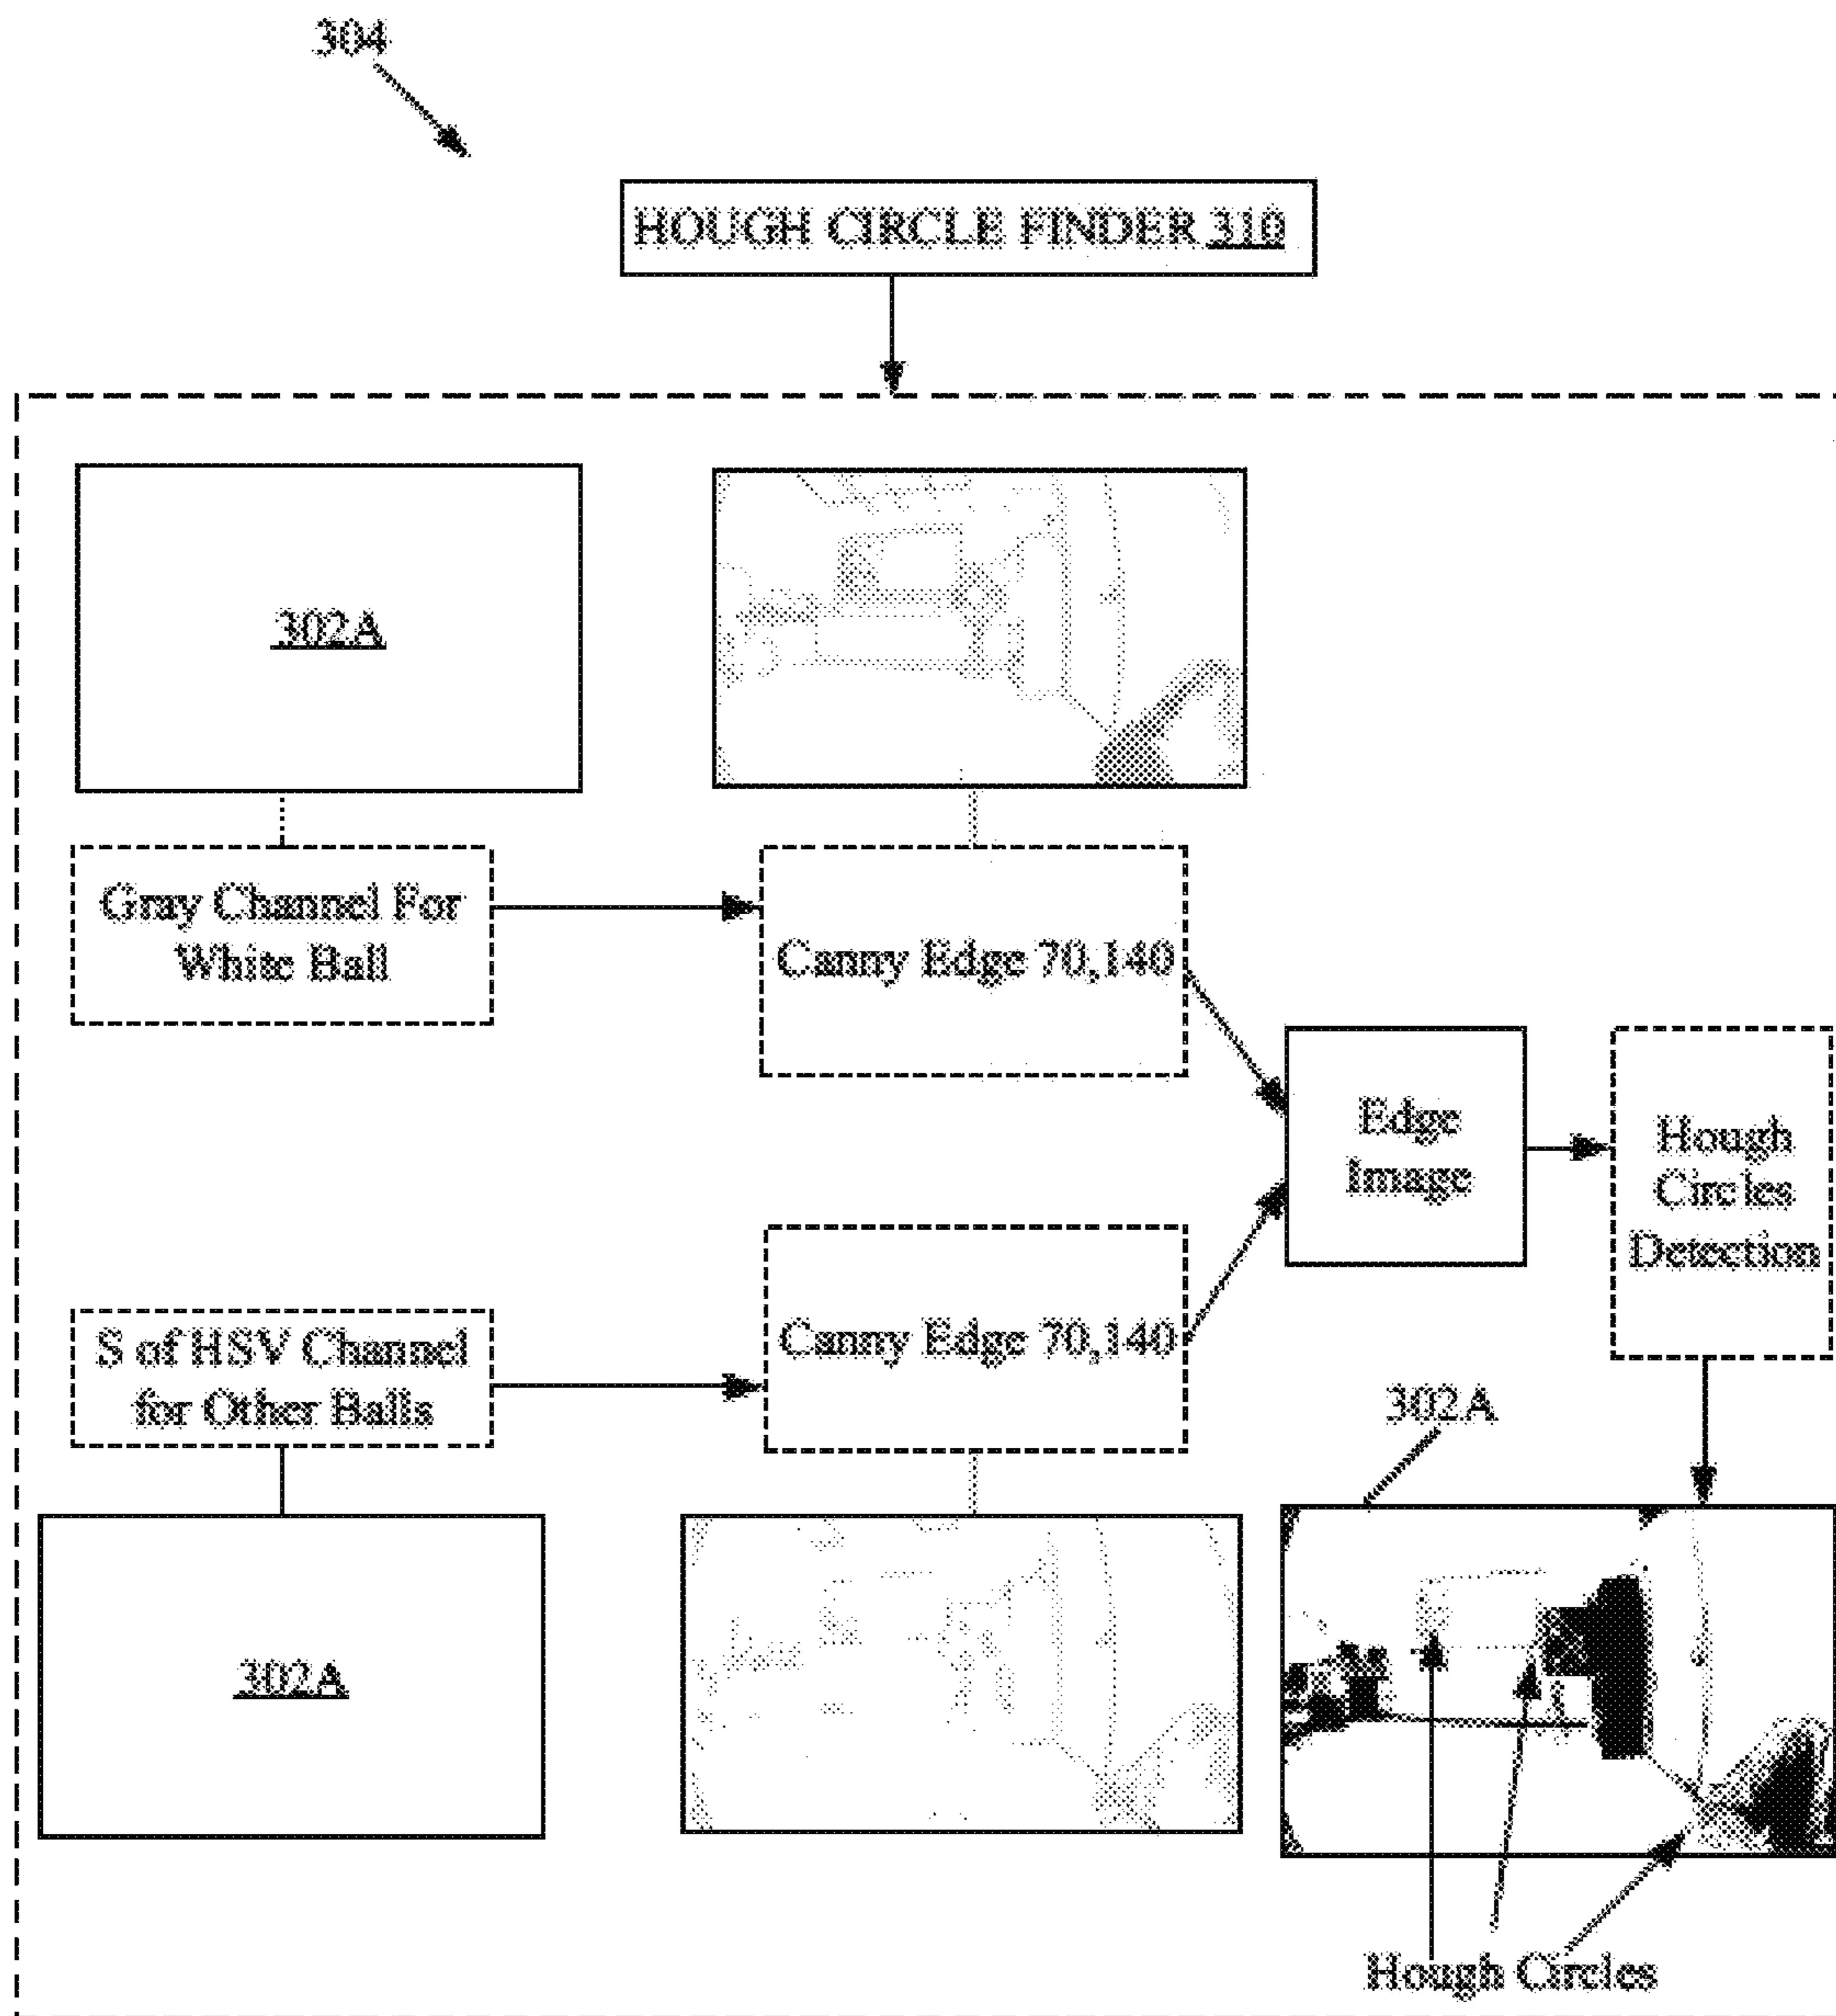 304
HOUGH CIRCLE FINDER 310
302A
Gray Channel For
White Ball
Canny Edge 70,140
Edge
Image
Hough
Circles
Detection
S of HSV Channel
for Other Balls
Canny Edge 70,140
302A
302A
Hough Circles